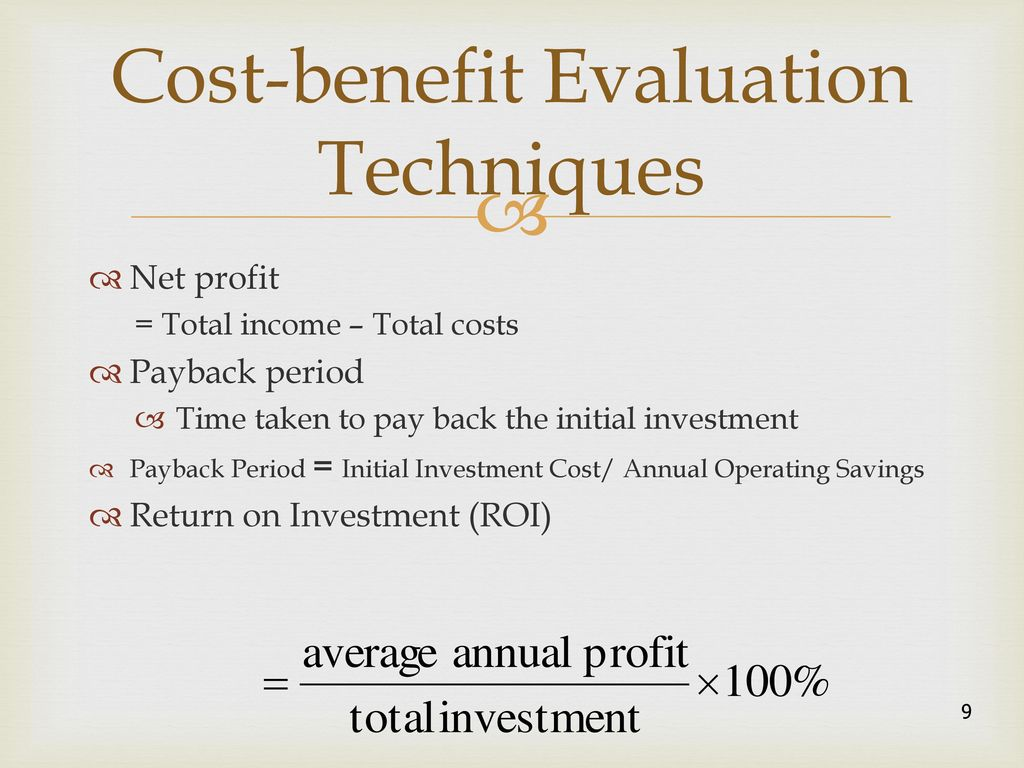 Cost-benefit Evaluation
Techniques
Net profit
= Total income – Total costs
Payback period
Time taken to pay back the initial investment
Payback Period = Initial Investment Cost/ Annual Operating Savings
Return on Investment (ROI)
average annual profit
= ×100%
total investment
9